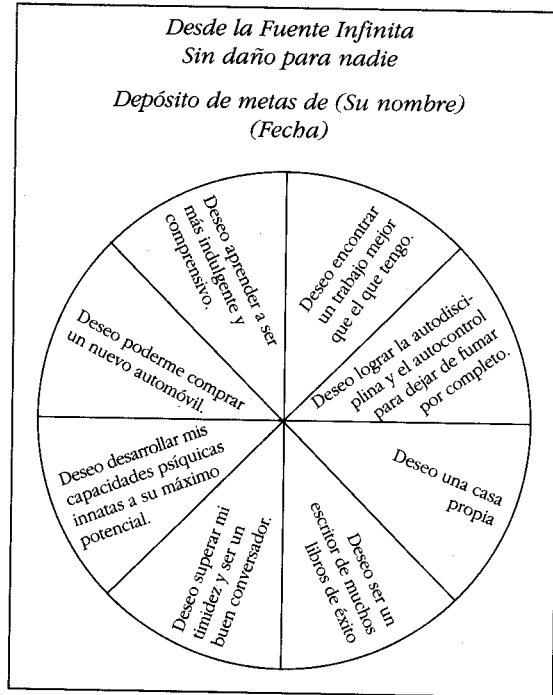 Desde la Fuente Infinita
Sin daño para nadie
Depósito de metas de (Su nombre)
(Fecha)
Deseo encontrar
un trabajo mejor
que el que tengo.
Deseo lograr la autodisci-
plina y el autocontrol
para dejar de fumar
por completo.
Deseo una casa
propia
Deseo ser un
escritor de muchos
libros de éxito
Deseo superar mi
timidez y ser un
buen conversador.
Deseo desarrollar mis
capacidades psíquicas
innatas a su máximo
potencial.
Deseo poderme comprar
un nuevo automóvil.
Deseo aprender a ser
más indulgente y
comprensivo.